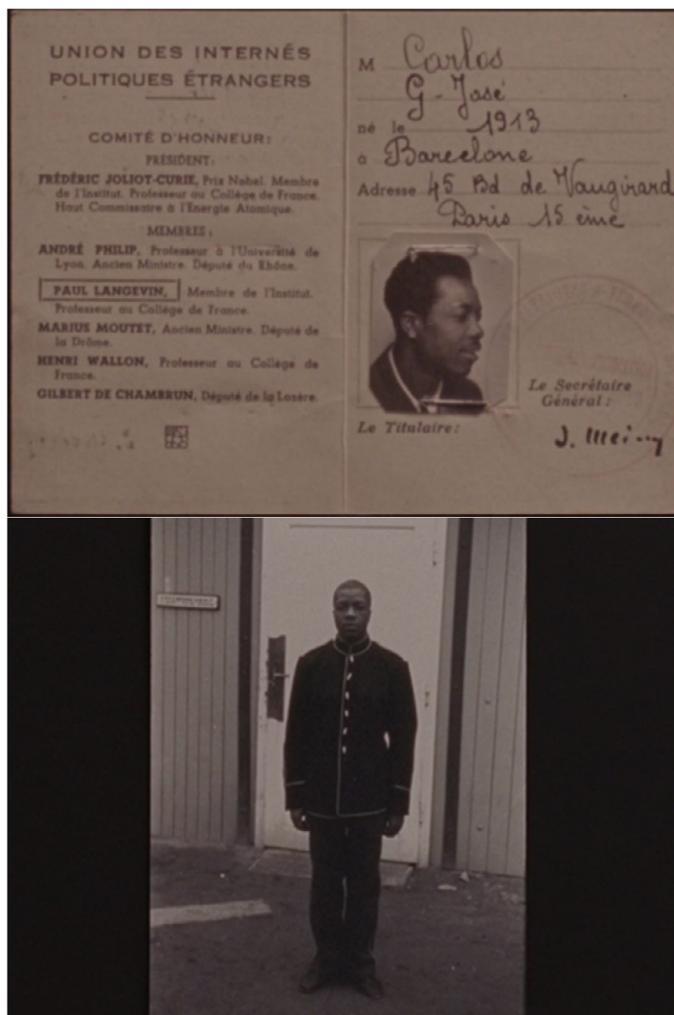 UNION DES INTERNÉS
POLITIQUES ÉTRANGERS
COMITÉ D'HONNEUR:
PRÉSIDENT:
FRÉDÉRIC JOLIOT-CURIE, Prix Nobel. Membre
de l'Institut. Professeur au Collège de France.
Haut Commissaire à l'Energie Atomique.
MEMBRES:
ANDRÉ PHILIP, Professeur à l'Université de
Lyon. Ancien Ministre. Député du Rhône.
PAUL LANGEVIN, Membre de l'Institut.
Professeur au Collège de France.
MARIUS MOUTET, Ancien Ministre. Député de
la Drôme.
HENRI WALLON, Professeur au Collège de
France.
GILBERT DE CHAMBRUN, Député de la Lozère.
M Carlos
G-José
né le 1913
à Barcelone
Adresse 45 Bd de Vaugirard
Paris 15 ème
Le Secrétaire
Général:
Le Titulaire:
J.